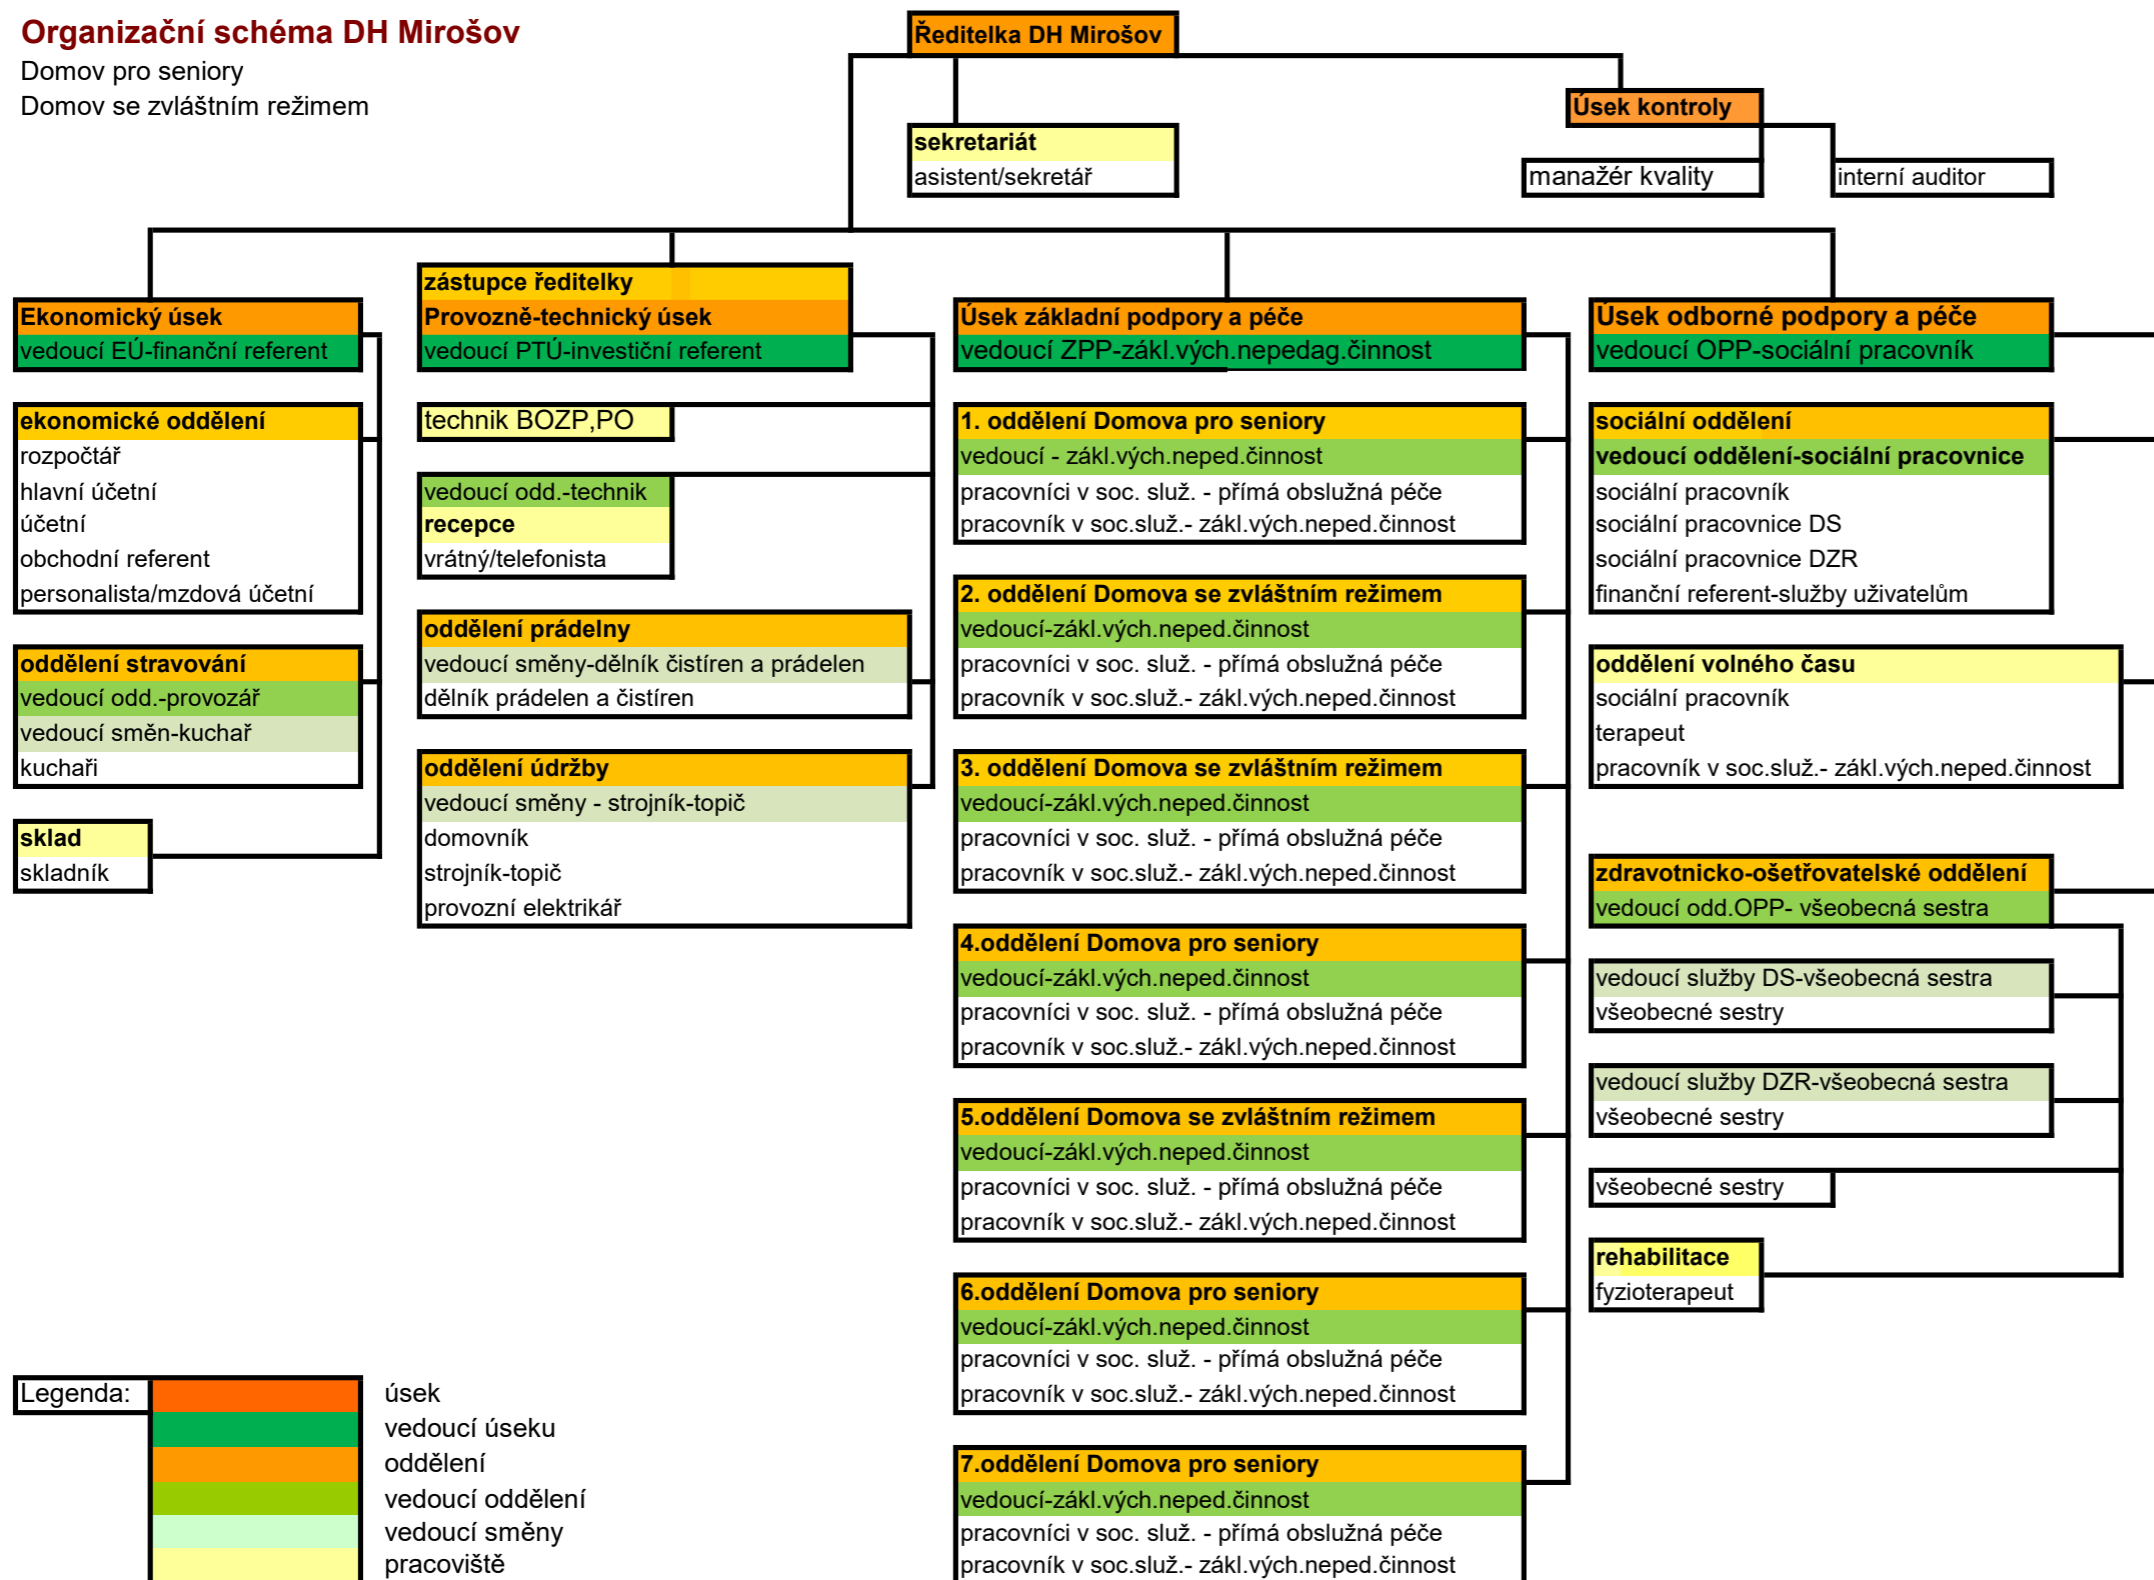 Organizační schéma DH Mirošov
Domov pro seniory
Domov se zvláštním režimem
Ředitelka DH Mirošov
Úsek kontroly
sekretariát
asistent/sekretář
manažér kvality
interní auditor
Ekonomický úsek
vedoucí EÚ-finanční referent
ekonomické oddělení
rozpočtář
hlavní účetní
účetní
obchodní referent
personalista/mzdová účetní
oddělení stravování
vedoucí odd.-provozář
vedoucí směn-kuchař
kuchaři
sklad
skladník
zástupce ředitelky
Provozně-technický úsek
vedoucí PTÚ-investiční referent
technik BOZP,PO
vedoucí odd.-technik
recepce
vrátný/telefonista
oddělení prádelny
vedoucí směny-dělník čistíren a prádelen
dělník prádelen a čistíren
oddělení údržby
vedoucí směny - strojník-topič
domovník
strojník-topič
provozní elektrikář
Úsek základní podpory a péče
vedoucí ZPP-zákl.vých.nepedag.činnost
1. oddělení Domova pro seniory
vedoucí - zákl.vých.neped.činnost
pracovníci v soc. služ. - přímá obslužná péče
pracovník v soc.služ.- zákl.vých.neped.činnost
2. oddělení Domova se zvláštním režimem
vedoucí-zákl.vých.neped.činnost
pracovníci v soc. služ. - přímá obslužná péče
pracovník v soc.služ.- zákl.vých.neped.činnost
3. oddělení Domova se zvláštním režimem
vedoucí-zákl.vých.neped.činnost
pracovníci v soc. služ. - přímá obslužná péče
pracovník v soc.služ.- zákl.vých.neped.činnost
4.oddělení Domova pro seniory
vedoucí-zákl.vých.neped.činnost
pracovníci v soc. služ. - přímá obslužná péče
pracovník v soc.služ.- zákl.vých.neped.činnost
5.oddělení Domova se zvláštním režimem
vedoucí-zákl.vých.neped.činnost
pracovníci v soc. služ. - přímá obslužná péče
pracovník v soc.služ.- zákl.vých.neped.činnost
6.oddělení Domova pro seniory
vedoucí-zákl.vých.neped.činnost
pracovníci v soc. služ. - přímá obslužná péče
pracovník v soc.služ.- zákl.vých.neped.činnost
7.oddělení Domova pro seniory
vedoucí-zákl.vých.neped.činnost
pracovníci v soc. služ. - přímá obslužná péče
pracovník v soc.služ.- zákl.vých.neped.činnost
Úsek odborné podpory a péče
vedoucí OPP-sociální pracovník
sociální oddělení
vedoucí oddělení-sociální pracovnice
sociální pracovník
sociální pracovnice DS
sociální pracovnice DZR
finanční referent-služby uživatelům
oddělení volného času
sociální pracovník
terapeut
pracovník v soc.služ.- zákl.vých.neped.činnost
zdravotnicko-ošetřovatelské oddělení
vedoucí odd.OPP- všeobecná sestra
vedoucí služby DS-všeobecná sestra
všeobecné sestry
vedoucí služby DZR-všeobecná sestra
všeobecné sestry
všeobecné sestry
rehabilitace
fyzioterapeut
Legenda:
úsek
vedoucí úseku
oddělení
vedoucí oddělení
vedoucí směny
pracoviště